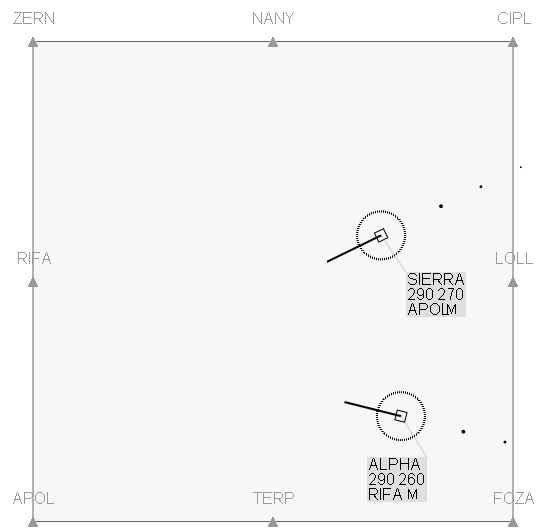 ZERN NANY CIPL
RIFA LOLL
SIERRA
290 270
APOLM
ALPHA
290 260
RIFA M
APOL TERP FOZA